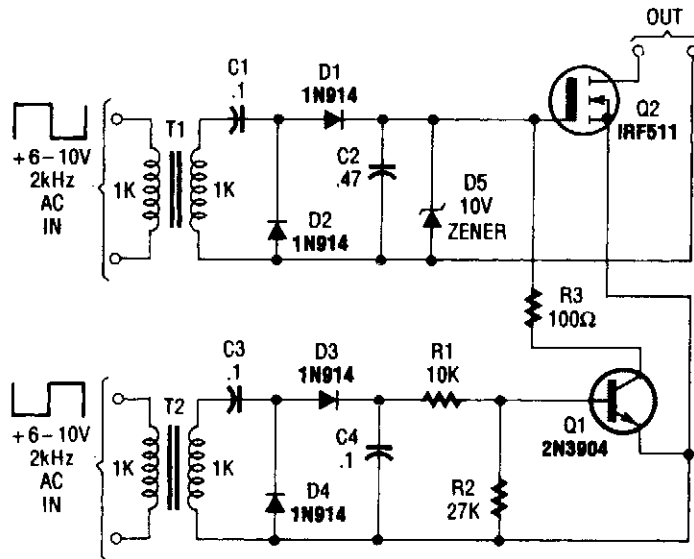 OUT
C1
.1
D1
1N914
T1
+6–10V
2kHz
AC
IN
1K
1K
C2
.47
D2
1N914
D5
10V
ZENER
Q2
IRF511
R3
100Ω
C3
.1
D3
1N914
R1
10K
T2
+6–10V
2kHz
AC
IN
1K
1K
C4
.1
D4
1N914
R2
27K
Q1
2N3904